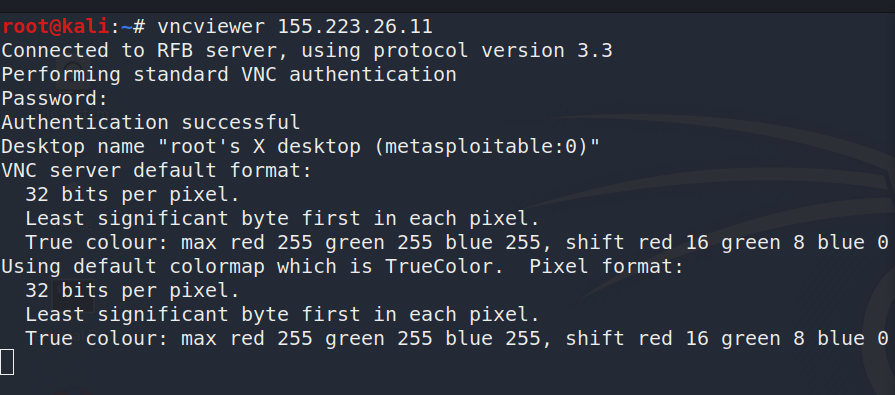 root@kali:~# vncviewer 155.223.26.11
Connected to RFB server, using protocol version 3.3
Performing standard VNC authentication
Password:
Authentication successful
Desktop name "root's X desktop (metasploitable:0)"
VNC server default format:
  32 bits per pixel.
  Least significant byte first in each pixel.
  True colour: max red 255 green 255 blue 255, shift red 16 green 8 blue 0
Using default colormap which is TrueColor.  Pixel format:
  32 bits per pixel.
  Least significant byte first in each pixel.
  True colour: max red 255 green 255 blue 255, shift red 16 green 8 blue 0